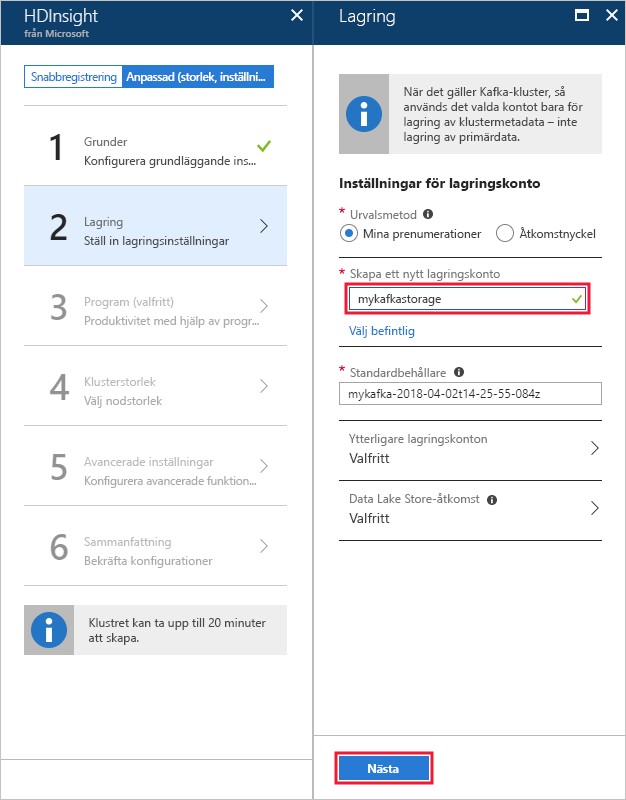 HDInsight
från Microsoft
Snabbregistrering
Anpassad (storlek, inställni...
1
Grunder
Konfigurera grundläggande ins...
2
Lagring
Ställ in lagringsinställningar
3
Program (valfritt)
Produktivitet med hjälp av progr...
4
Klusterstorlek
Välj nodstorlek
5
Avancerade inställningar
Konfigurera avancerade funktion...
6
Sammanfattning
Bekräfta konfigurationer
Klustret kan ta upp till 20 minuter
att skapa.
Lagring
När det gäller Kafka-kluster, så
används det valda kontot bara för
lagring av klustermetadata – inte
lagring av primärdata.
Inställningar för lagringskonto
* Urvalsmetod
Mina prenumerationer
Åtkomstnyckel
* Skapa ett nytt lagringskonto
mykafkastorage
Välj befintlig
* Standardbehållare
mykafka-2018-04-02t14-25-55-084z
Ytterligare lagringskonton
Valfritt
Data Lake Store-åtkomst
Valfritt
Nästa